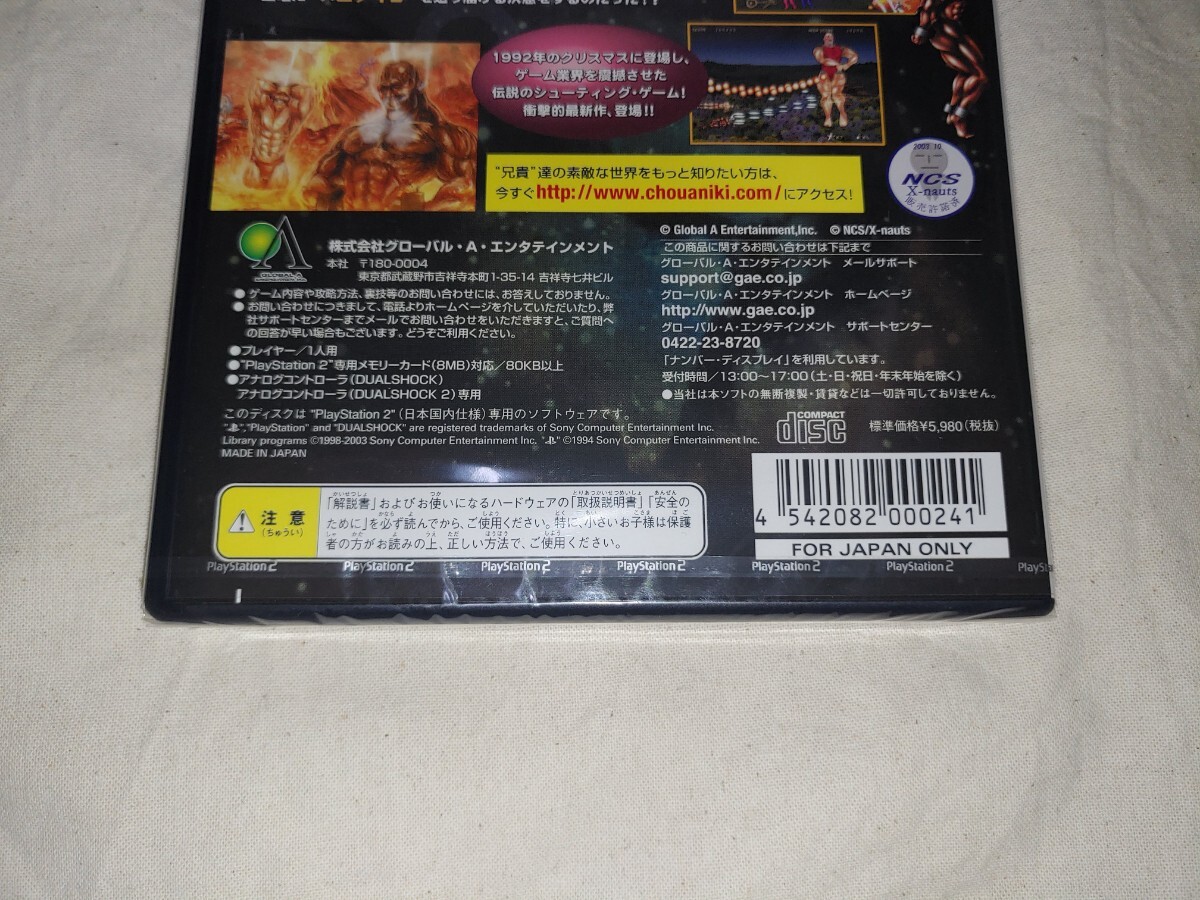 を追り届ける決意をするのだった!?
1992年のクリスマスに登場し、
ゲーム業界を震撼させた
伝説のシューティング・ゲーム!
衝撃的最新作、登場!!
"兄貴"達の素敵な世界をもっと知りたい方は、
今すぐhttp://www.chouaniki.com/にアクセス!
2003.10.
NCS
X-nauts
販売許諾済
GLOBAL A
株式会社グローバル・A・エンタテインメント
本社 〒180-0004
東京都武蔵野市吉祥寺本町1-35-14 吉祥寺七井ビル
●ゲーム内容や攻略方法、裏技等のお問い合わせには、お答えしておりません。
●お問い合わせにつきまして、電話よりホームページを介していただいたり、弊
社サポートセンターまでメールでお問い合わせをいただきますと、ご質問へ
の回答が早い場合もございます。どうぞご利用ください。
●プレイヤー/1人用
●"PlayStation 2"専用メモリーカード(8MB)対応/80KB以上
●アナログコントローラ(DUALSHOCK)
アナログコントローラ(DUALSHOCK 2)専用
© Global A Entertainment,Inc. © NCS/X-nauts
この商品に関するお問い合わせは下記まで
グローバル・A・エンタテインメント メールサポート
support@gae.co.jp
グローバル・A・エンタテインメント ホームページ
http://www.gae.co.jp
グローバル・A・エンタテインメント サポートセンター
0422-23-8720
「ナンバー・ディスプレイ」を利用しています。
受付時間/13:00〜17:00(土・日・祝日・年末年始を除く)
●当社は本ソフトの無断複製・賃貸などは一切許可しておりません。
このディスクは "PlayStation 2"(日本国内仕様)専用のソフトウェアです。
"","PlayStation" and "DUALSHOCK" are registered trademarks of Sony Computer Entertainment Inc.
Library programs ©1998-2003 Sony Computer Entertainment Inc. "" ©1994 Sony Computer Entertainment Inc.
MADE IN JAPAN
COMPACT
disc
標準価格¥5,980(税抜)
注意
(ちゅうい)
「解説書」およびお使いになるハードウェアの「取扱説明書」「安全の
ために」を必ず読んでから、ご使用ください。特に、小さいお子様は保護
者の方がお読みの上、正しい方法で、ご使用ください。
4 542082 000241
FOR JAPAN ONLY
PlayStation 2 PlayStation 2 PlayStation 2 PlayStation 2 PlayStation 2 PlayStation 2 PlaySt